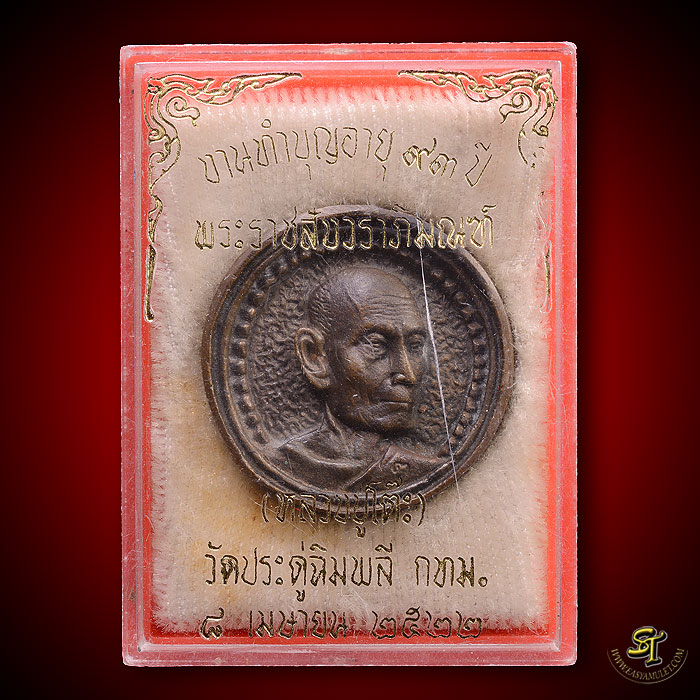 งานทำบุญอายุ ๙๓ ปี
พระราชสังวราภิมณฑ์
(หลวงปู่โต๊ะ)
วัดประดู่ฉิมพลี กทม.
๘ เมษายน ๒๕๒๒
ST
WWW.EASYAMULET.COM